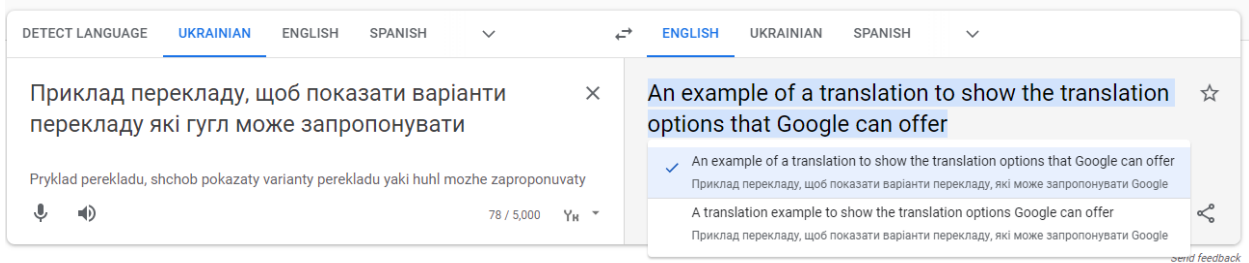 DETECT LANGUAGE UKRAINIAN ENGLISH SPANISH
ENGLISH UKRAINIAN SPANISH
Приклад перекладу, щоб показати варіанти
перекладу які гугл може запропонувати
Pryklad perekladu, shchob pokazaty varianty perekladu yaki huhl mozhe zaproponuvaty
78 / 5,000 Үн
An example of a translation to show the translation
options that Google can offer
An example of a translation to show the translation options that Google can offer
Приклад перекладу, щоб показати варіанти перекладу, які може запропонувати Google
A translation example to show the translation options Google can offer
Приклад перекладу, щоб показати варианти перекладу, які може запропонувати Google
Send feedback